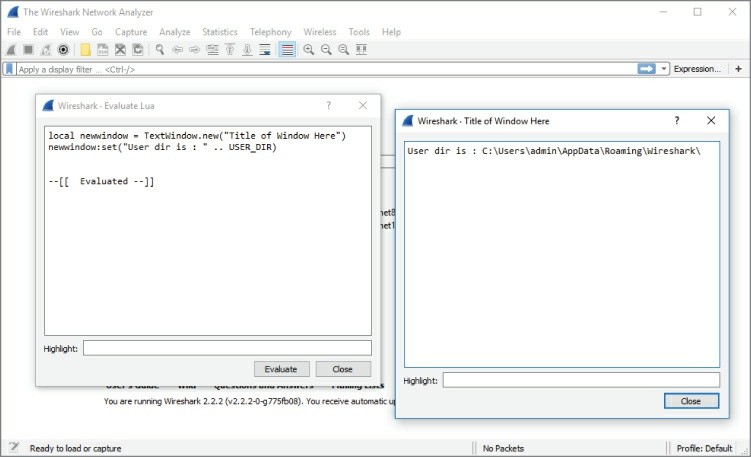 The Wireshark Network Analyzer
File Edit View Go Capture Analyze Statistics Telephony Wireless Tools Help
Apply a display filter ... <Ctrl-/> Expression... +
Wireshark · Evaluate Lua ?
local newwindow = TextWindow.new("Title of Window Here")
newwindow:set("User dir is : " .. USER_DIR)
--[[ Evaluated --]]
Highlight:
Evaluate Close
Wireshark · Title of Window Here ?
User dir is : C:\Users\admin\AppData\Roaming\Wireshark\
Highlight:
Close
net8
net1
User's Guide Wiki Questions and Answers Mailing Lists
You are running Wireshark 2.2.2 (v2.2.2-0-g775fb08). You receive automatic up
Ready to load or capture No Packets Profile: Default